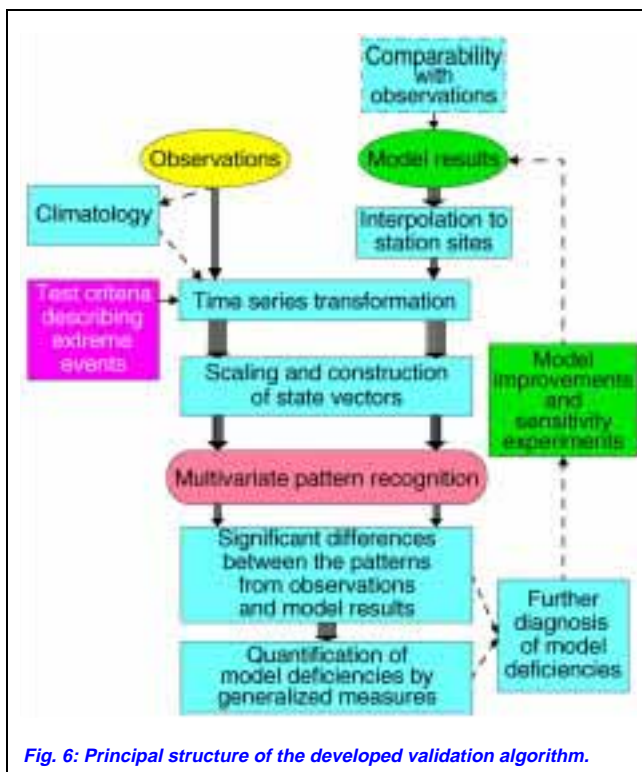 Comparability
with
observations
Observations
Model results
Climatology
Interpolation to
station sites
Test criteria
describing
extreme
events
Time series transformation
Scaling and construction
of state vectors
Model
improvements
and
sensitivity
experiments
Multivariate pattern recognition
Significant differences
between the patterns
from observations
and model results
Further
diagnosis
of model
deficiencies
Quantification of
model deficiencies by
generalized measures
Fig. 6: Principal structure of the developed validation algorithm.